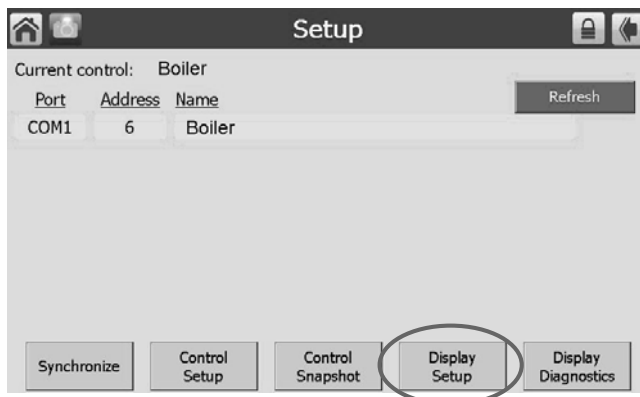 Setup
Current control: Boiler
Port Address Name
Refresh
COM1 6 Boiler
Synchronize
Control
Setup
Control
Snapshot
Display
Setup
Display
Diagnostics